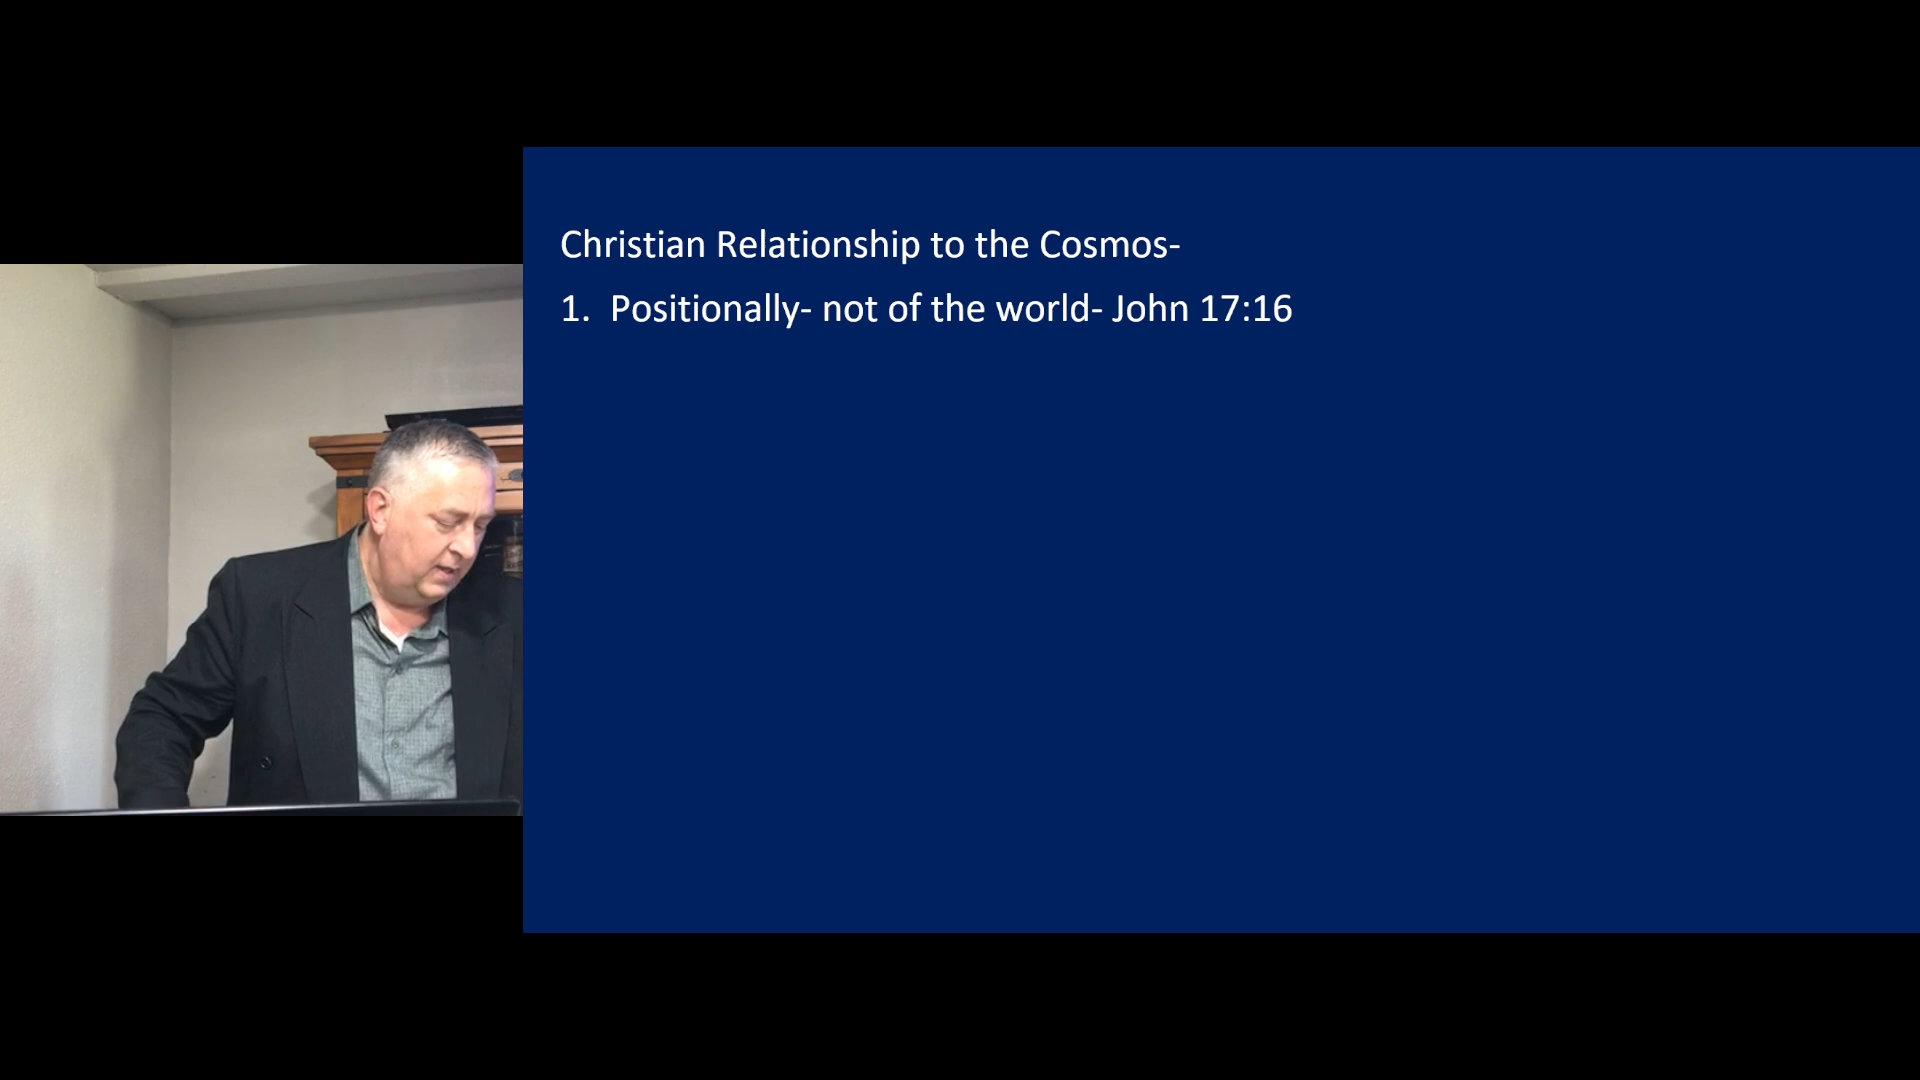 Christian Relationship to the Cosmos-
1. Positionally- not of the world- John 17:16